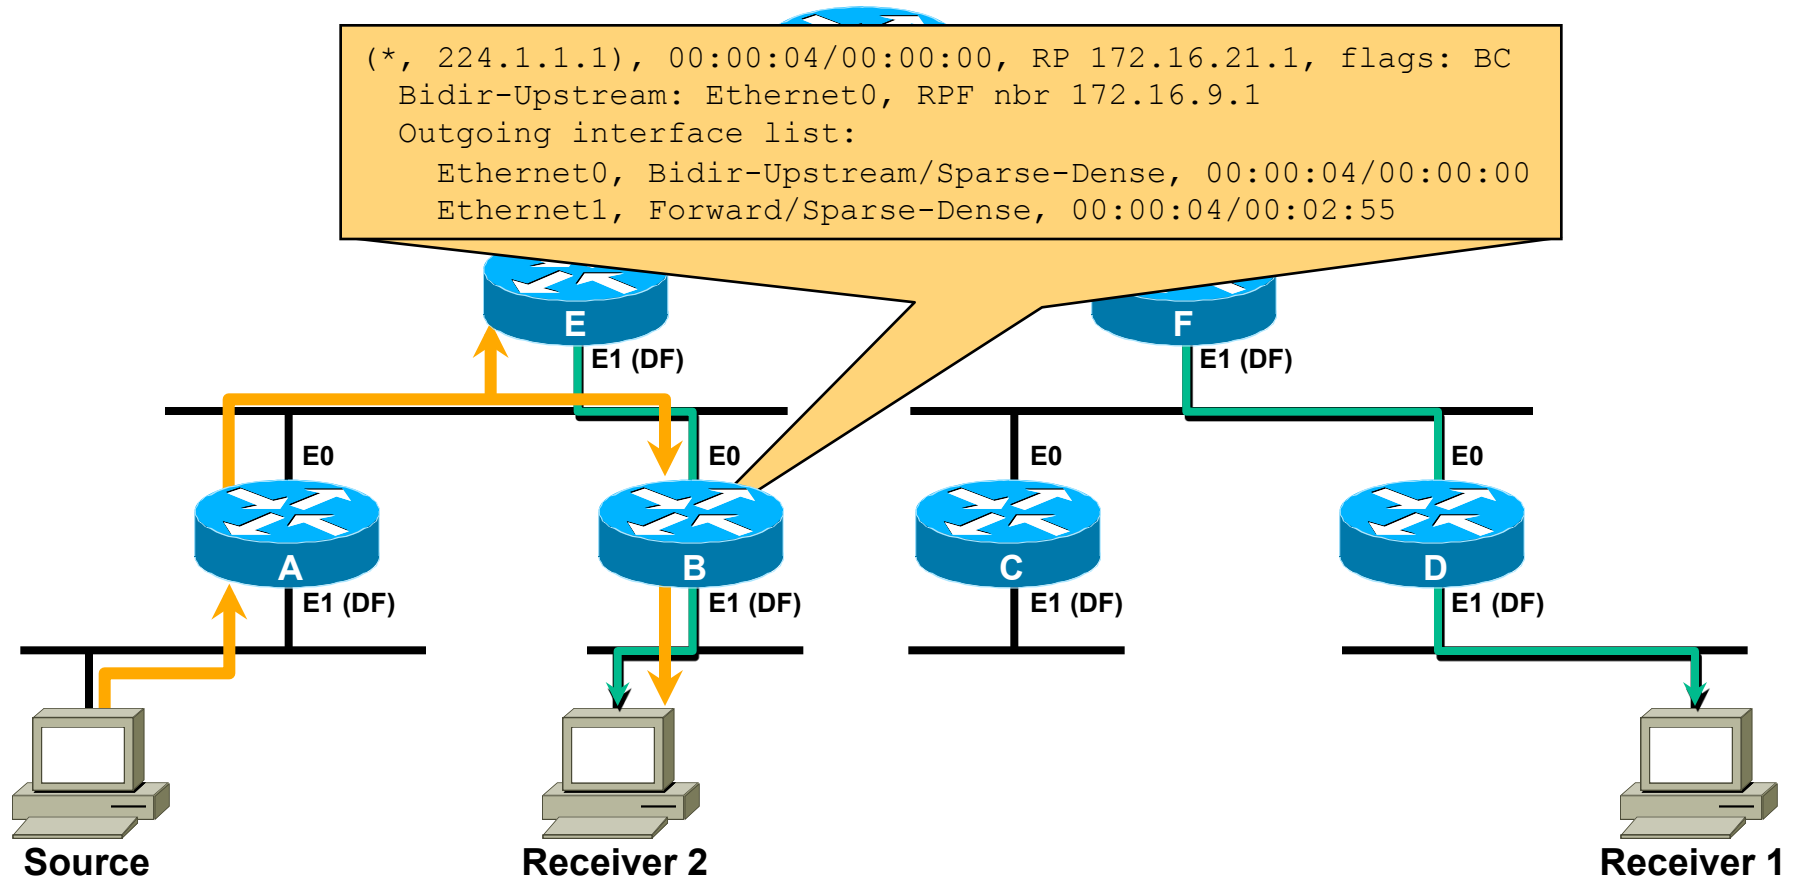 (*, 224.1.1.1), 00:00:04/00:00:00, RP 172.16.21.1, flags: BC
Bidir-Upstream: Ethernet0, RPF nbr 172.16.9.1
Outgoing interface list:
Ethernet0, Bidir-Upstream/Sparse-Dense, 00:00:04/00:00:00
Ethernet1, Forward/Sparse-Dense, 00:00:04/00:02:55
E
F
E1 (DF)
E1 (DF)
E0
E0
E0
E0
A
B
C
D
E1 (DF)
E1 (DF)
E1 (DF)
E1 (DF)
Source
Receiver 2
Receiver 1